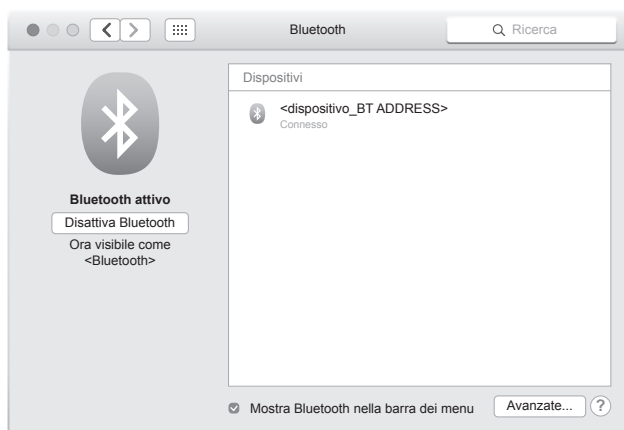 Bluetooth
Ricerca
Dispositivi
<dispositivo_BT ADDRESS>
Connesso
Bluetooth attivo
Disattiva Bluetooth
Ora visibile come
<Bluetooth>
Mostra Bluetooth nella barra dei menu
Avanzate...
?